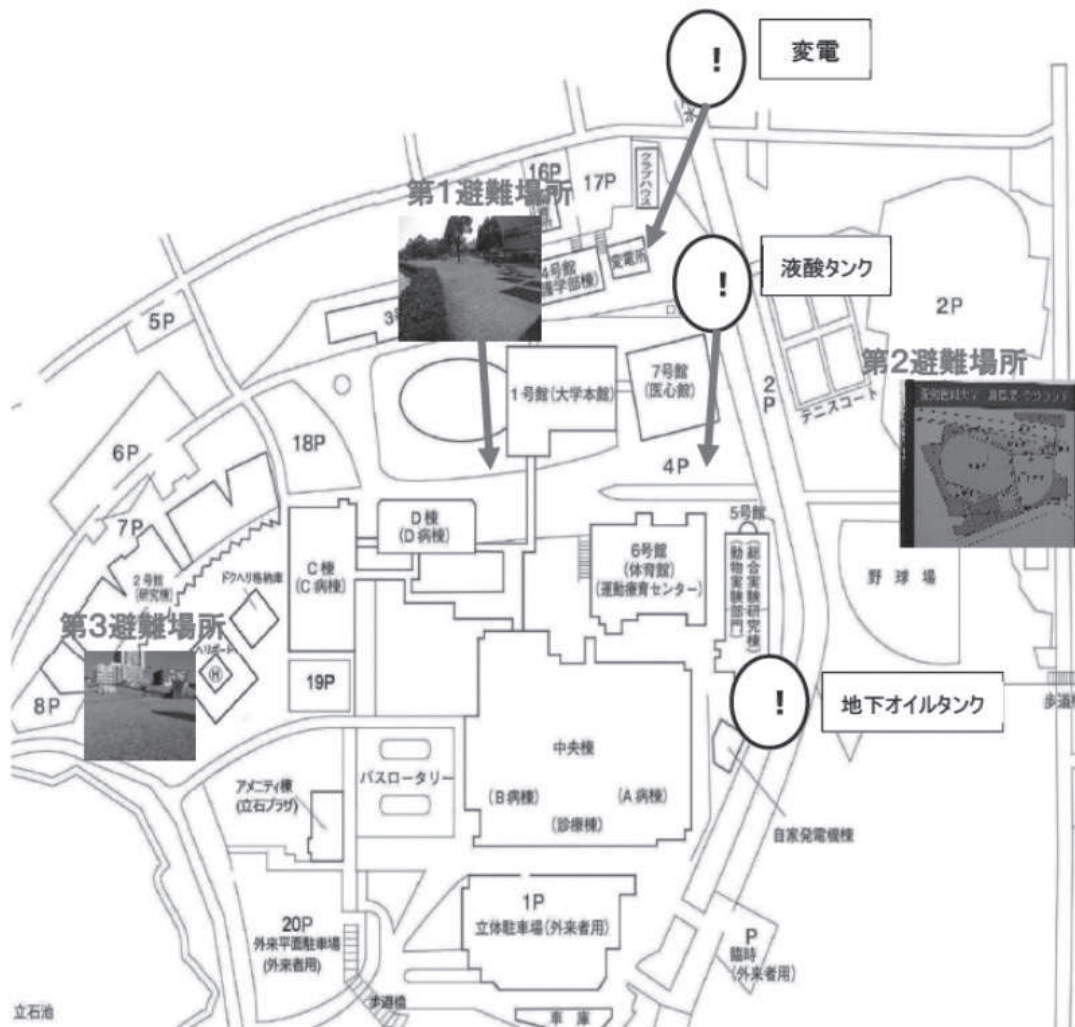 !
変電
16P
17P
クラブハウス
第1避難場所
変電所
4号館
!
液酸タンク
5P
2P
7号館
(医心館)
1号館(大学本館)
2P
第2避難場所
テニスコート
6P
18P
4P
7P
D棟
(D病棟)
5号館
(総合実験研究棟)
(動物実験部門)
6号館
(体育館)
(運動療育センター)
C棟
(C病棟)
野球場
2号館
(研究棟)
ドクヘリ格納庫
第3避難場所
ヘリポート
H
19P
8P
!
地下オイルタンク
歩道橋
中央棟
バスロータリー
アメニティ棟
(立石プラザ)
(B病棟)
(A病棟)
(診療棟)
自家発電機棟
1P
立体駐車場(外来者用)
20P
外来平面駐車場
(外来者用)
P
臨時
(外来者用)
立石池
歩道橋
車庫